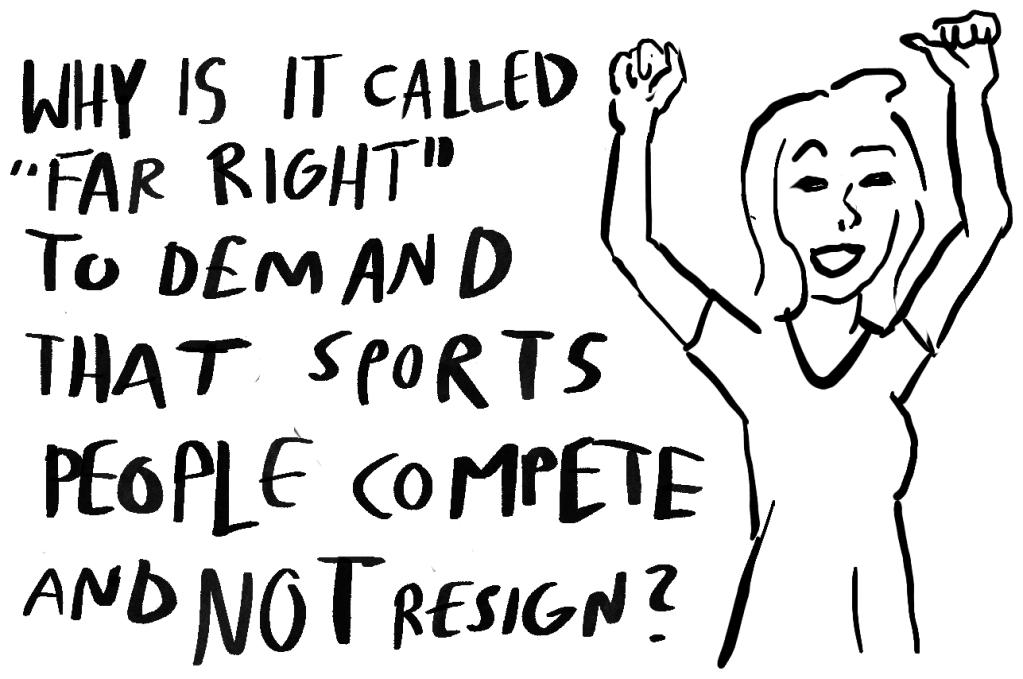 WHY IS IT CALLED
"FAR RIGHT"
TO DEMAND
THAT SPORTS
PEOPLE COMPETE
AND NOT RESIGN?